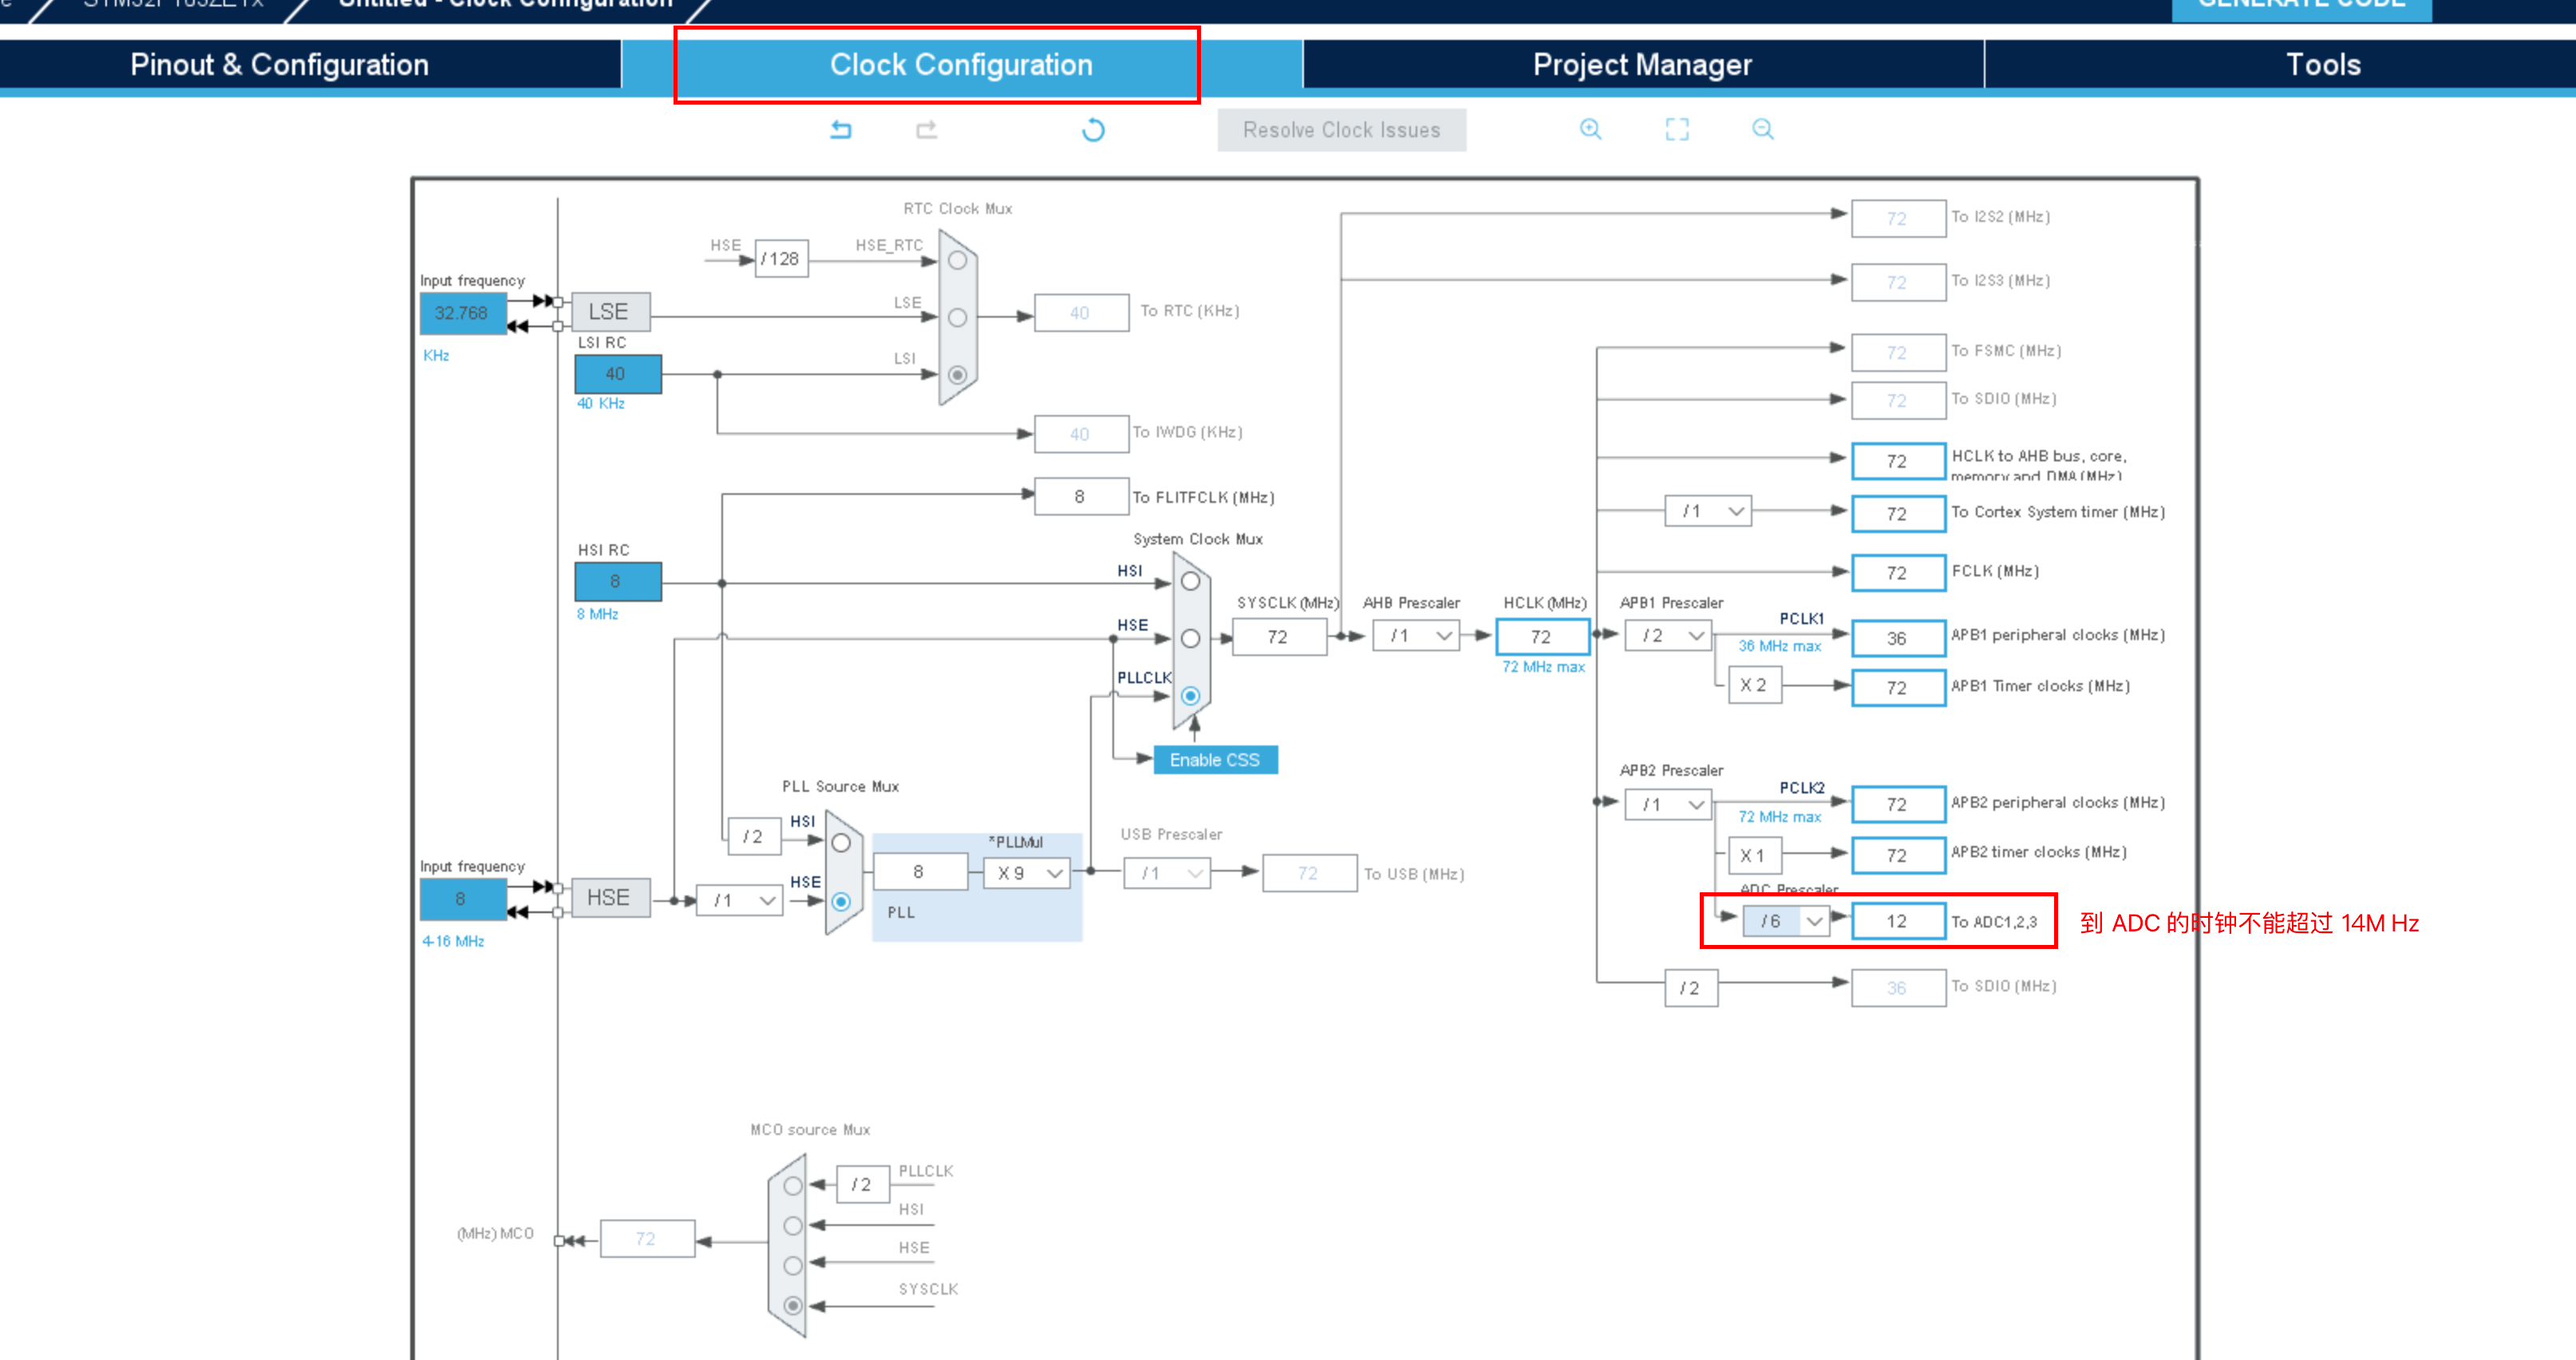 Untitled - Clock Configuration
GENERATE CODE
Pinout & Configuration
Clock Configuration
Project Manager
Tools
Resolve Clock Issues
RTC Clock Mux
HSE
/ 128
HSE_RTC
72
To I2S2 (MHz)
72
To I2S3 (MHz)
Input frequency
32.768
KHz
LSE
LSE
40
To RTC (KHz)
LSI RC
40
40 KHz
LSI
72
To FSMC (MHz)
72
To SDIO (MHz)
40
To IWDG (KHz)
72
HCLK to AHB bus, core,
memory and DMA (MHz)
8
To FLITFCLK (MHz)
/ 1
72
To Cortex System timer (MHz)
System Clock Mux
HSI RC
8
8 MHz
HSI
72
FCLK (MHz)
HSE
SYSCLK (MHz)
72
AHB Prescaler
/ 1
HCLK (MHz)
72
72 MHz max
APB1 Prescaler
/ 2
PCLK1
36 MHz max
36
APB1 peripheral clocks (MHz)
PLLCLK
X 2
72
APB1 Timer clocks (MHz)
Enable CSS
PLL Source Mux
APB2 Prescaler
/ 1
PCLK2
72 MHz max
72
APB2 peripheral clocks (MHz)
/ 2
HSI
*PLLMul
USB Prescaler
X 1
72
APB2 timer clocks (MHz)
Input frequency
8
4-16 MHz
HSE
/ 1
HSE
8
X 9
PLL
/ 1
72
To USB (MHz)
ADC Prescaler
/ 6
12
To ADC1,2,3
到 ADC 的时钟不能超过 14M Hz
/ 2
36
To SDIO (MHz)
MCO source Mux
/ 2
PLLCLK
HSI
(MHz) MCO
72
HSE
SYSCLK